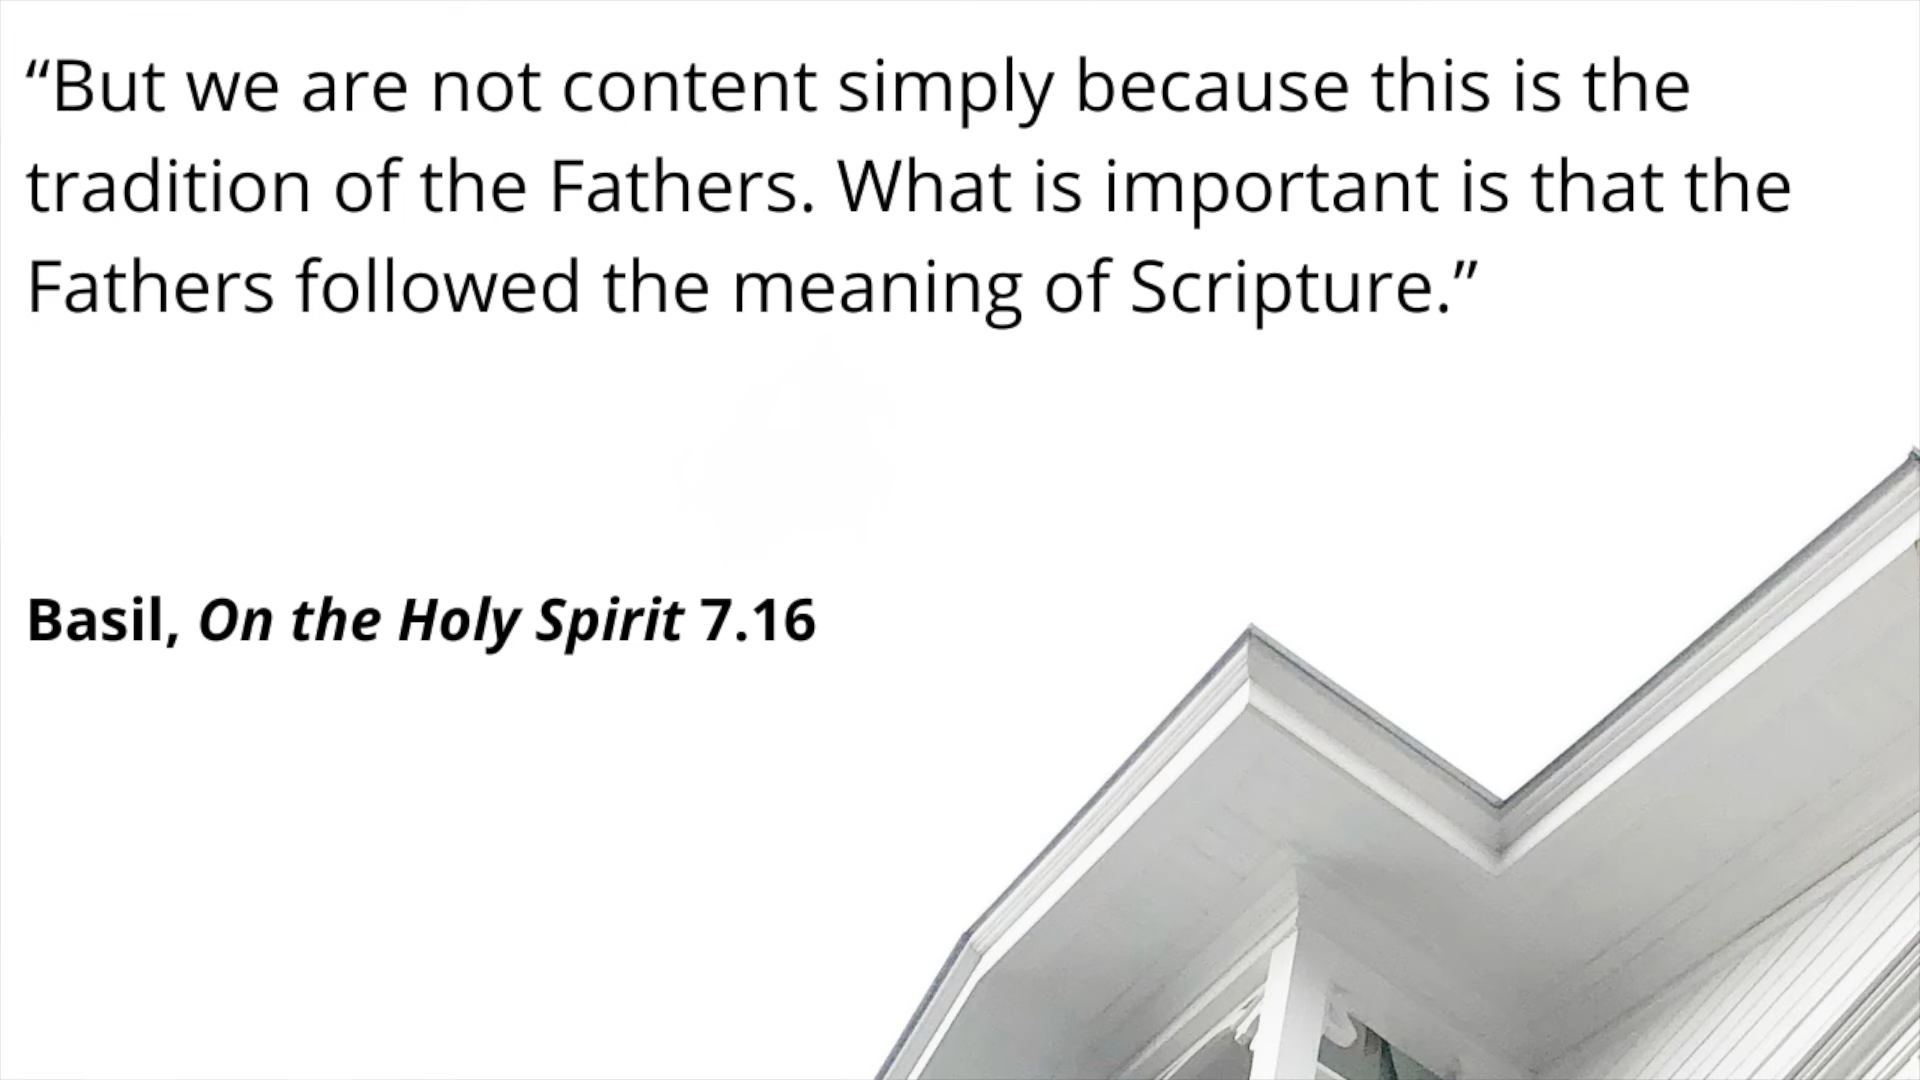 “But we are not content simply because this is the
tradition of the Fathers. What is important is that the
Fathers followed the meaning of Scripture.”
Basil, On the Holy Spirit 7.16